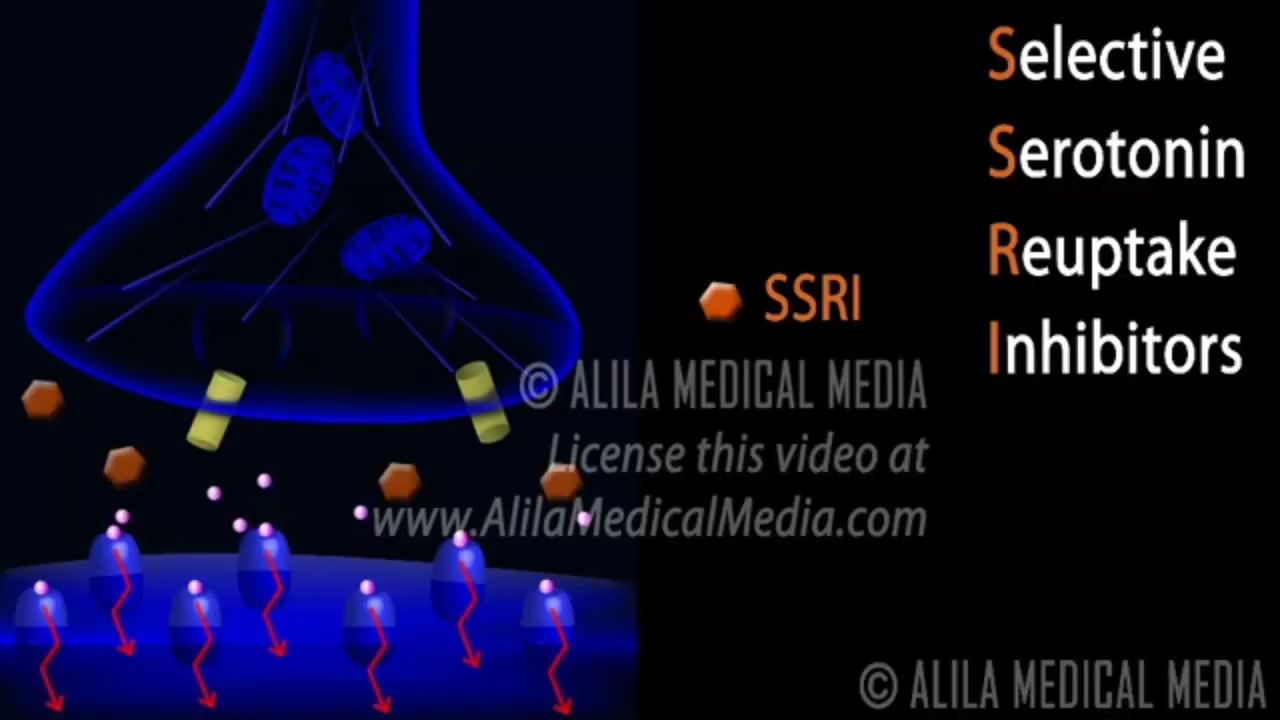 Selective
Serotonin
Reuptake
Inhibitors
SSRI
© ALILA MEDICAL MEDIA
License this video at
www.AlilaMedicalMedia.com
© ALILA MEDICAL MEDIA